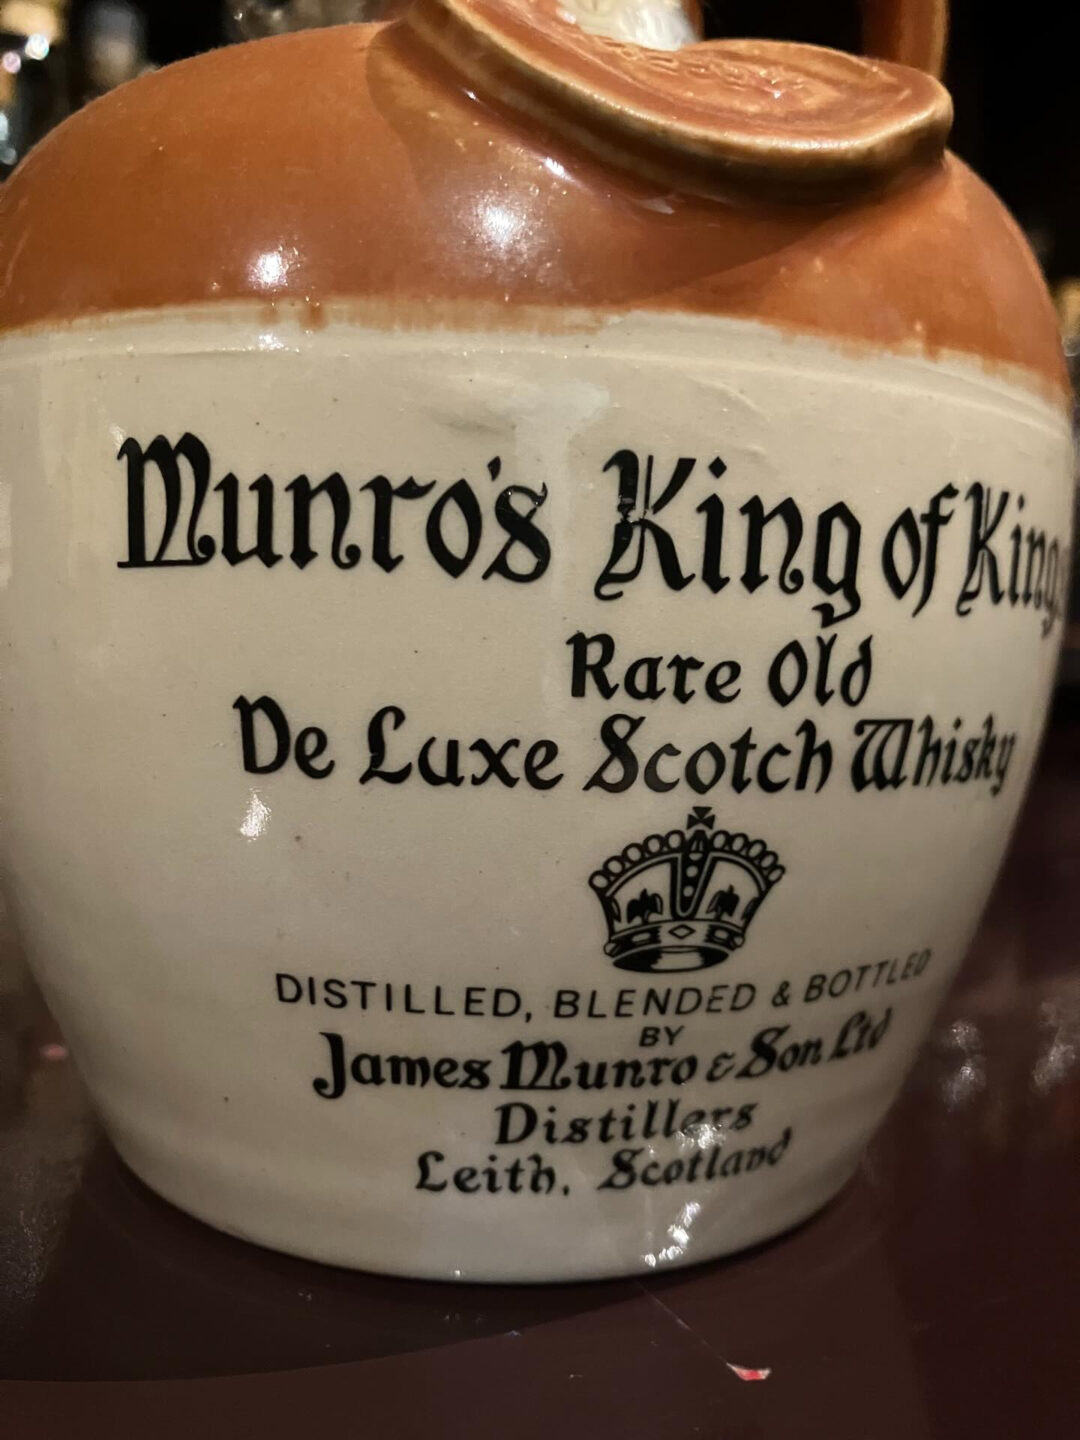 Munro's King of King
Rare Old
De Luxe Scotch Whisky
DISTILLED, BLENDED & BOTTLED
BY
James Munro & Son Ltd
Distillers
Leith, Scotland